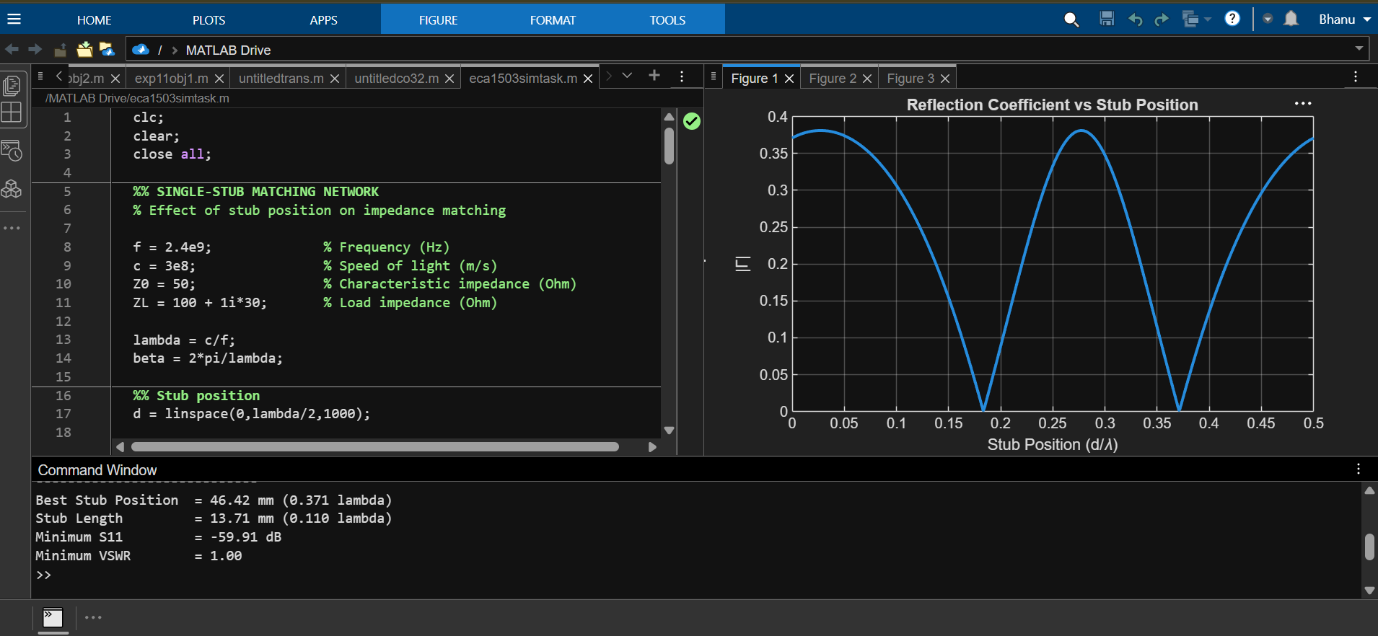 HOME PLOTS APPS FIGURE FORMAT TOOLS Bhanu
/ > MATLAB Drive
obj2.m exp11obj1.m untitledtrans.m untitledco32.m eca1503simtask.m
/MATLAB Drive/eca1503simtask.m
1 clc;
2 clear;
3 close all;
4
5 %% SINGLE-STUB MATCHING NETWORK
6 % Effect of stub position on impedance matching
7
8 f = 2.4e9; % Frequency (Hz)
9 c = 3e8; % Speed of light (m/s)
10 Z0 = 50; % Characteristic impedance (Ohm)
11 ZL = 100 + 1i*30; % Load impedance (Ohm)
12
13 lambda = c/f;
14 beta = 2*pi/lambda;
15
16 %% Stub position
17 d = linspace(0,lambda/2,1000);
18
Figure 1 Figure 2 Figure 3
Reflection Coefficient vs Stub Position
0.4
0.35
0.3
0.25
0.2
0.15
0.1
0.05
0
|Γ|
0 0.05 0.1 0.15 0.2 0.25 0.3 0.35 0.4 0.45 0.5
Stub Position (d/λ)
Command Window
Best Stub Position = 46.42 mm (0.371 lambda)
Stub Length = 13.71 mm (0.110 lambda)
Minimum S11 = -59.91 dB
Minimum VSWR = 1.00
>>